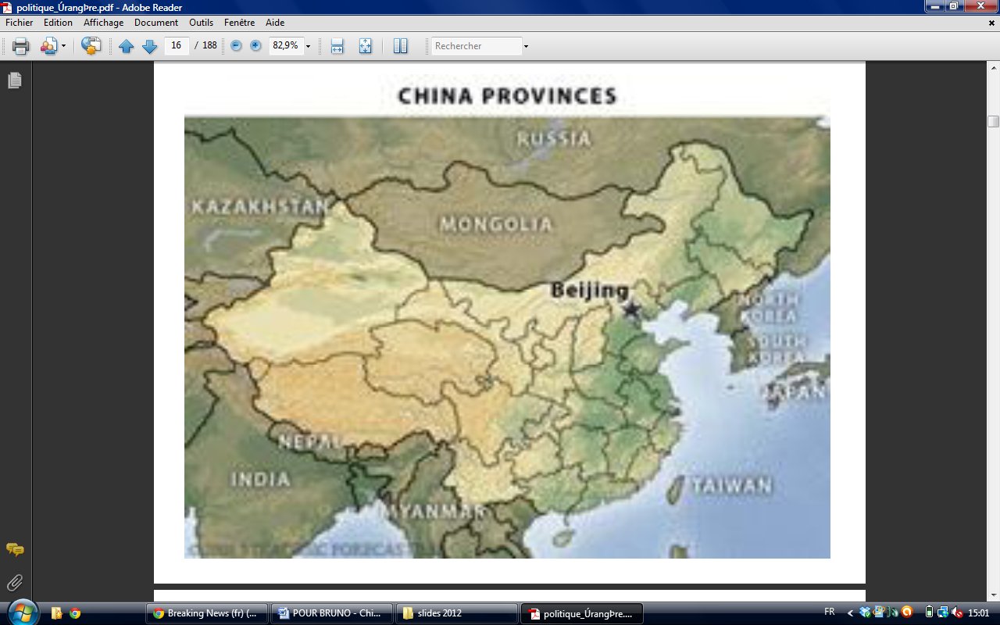 politique_ÚrangÞre.pdf - Adobe Reader
Fichier Edition Affichage Document Outils Fenêtre Aide
16 / 188 82,9% Rechercher
CHINA PROVINCES
RUSSIA
KAZAKHSTAN
MONGOLIA
Beijing
NORTH
KOREA
SOUTH
KOREA
JAPAN
NEPAL
INDIA
TAIWAN
MYANMAR
STRATEGIC FORECAST
Breaking News (fr) (... POUR BRUNO - Chi... slides 2012 politique_ÚrangÞre.... FR 15:01